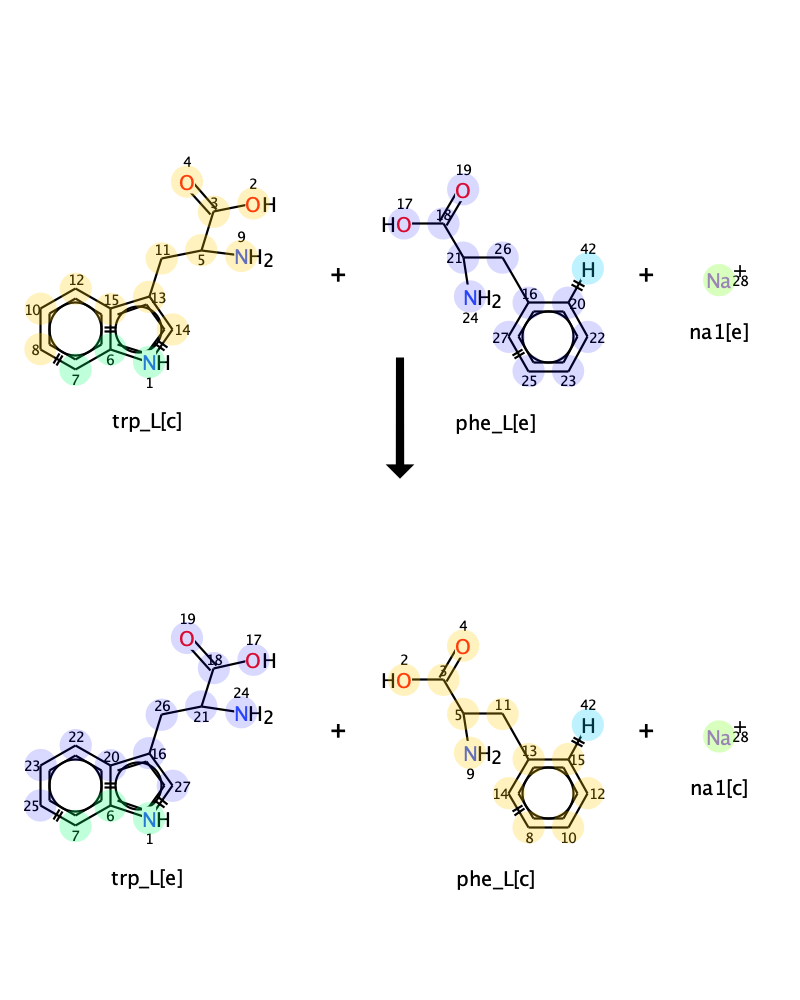 4
2
3
O
OH
9
11
5
NH2
12
15
13
10
14
8
6
NH
7
1
trp_L[c]
+
19
17
18
O
HO
21
26
42
H
NH2
24
16
20
27
22
25
23
phe_L[e]
+
Na+
28
na1[e]
19
17
18
O
OH
24
26
21
NH2
22
20
16
23
27
25
6
NH
7
1
trp_L[e]
+
4
2
3
O
HO
5
11
42
H
NH2
9
13
15
14
12
8
10
phe_L[c]
+
Na+
28
na1[c]